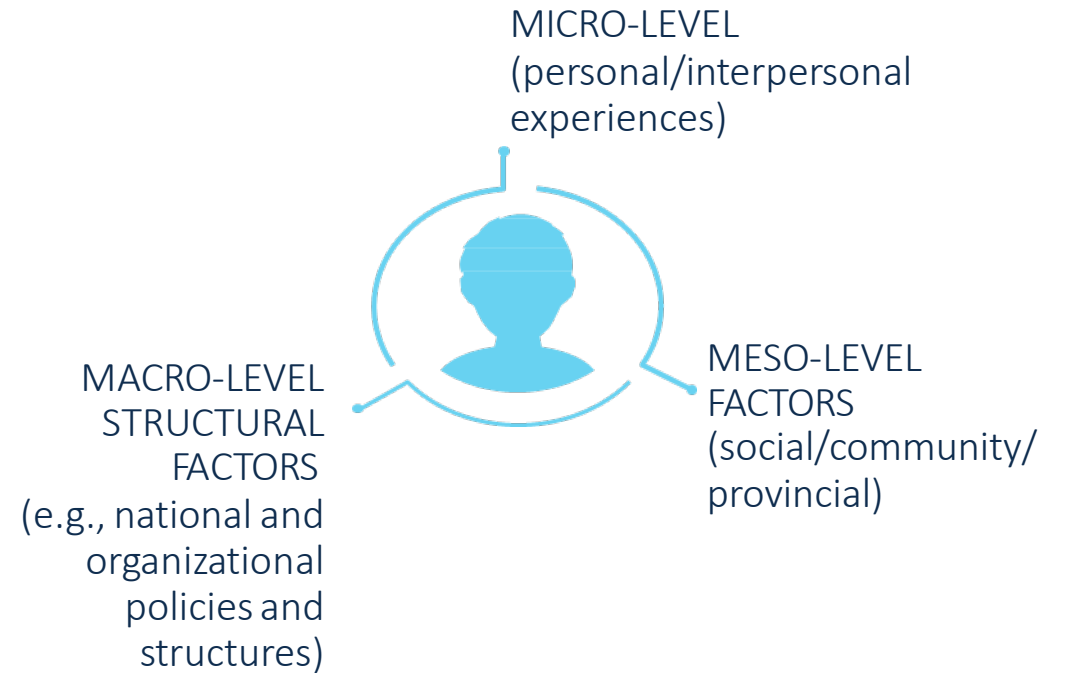 MICRO-LEVEL
(personal/interpersonal
experiences)
MESO-LEVEL
FACTORS
(social/community/
provincial)
MACRO-LEVEL
STRUCTURAL
FACTORS
(e.g., national and
organizational
policies and
structures)